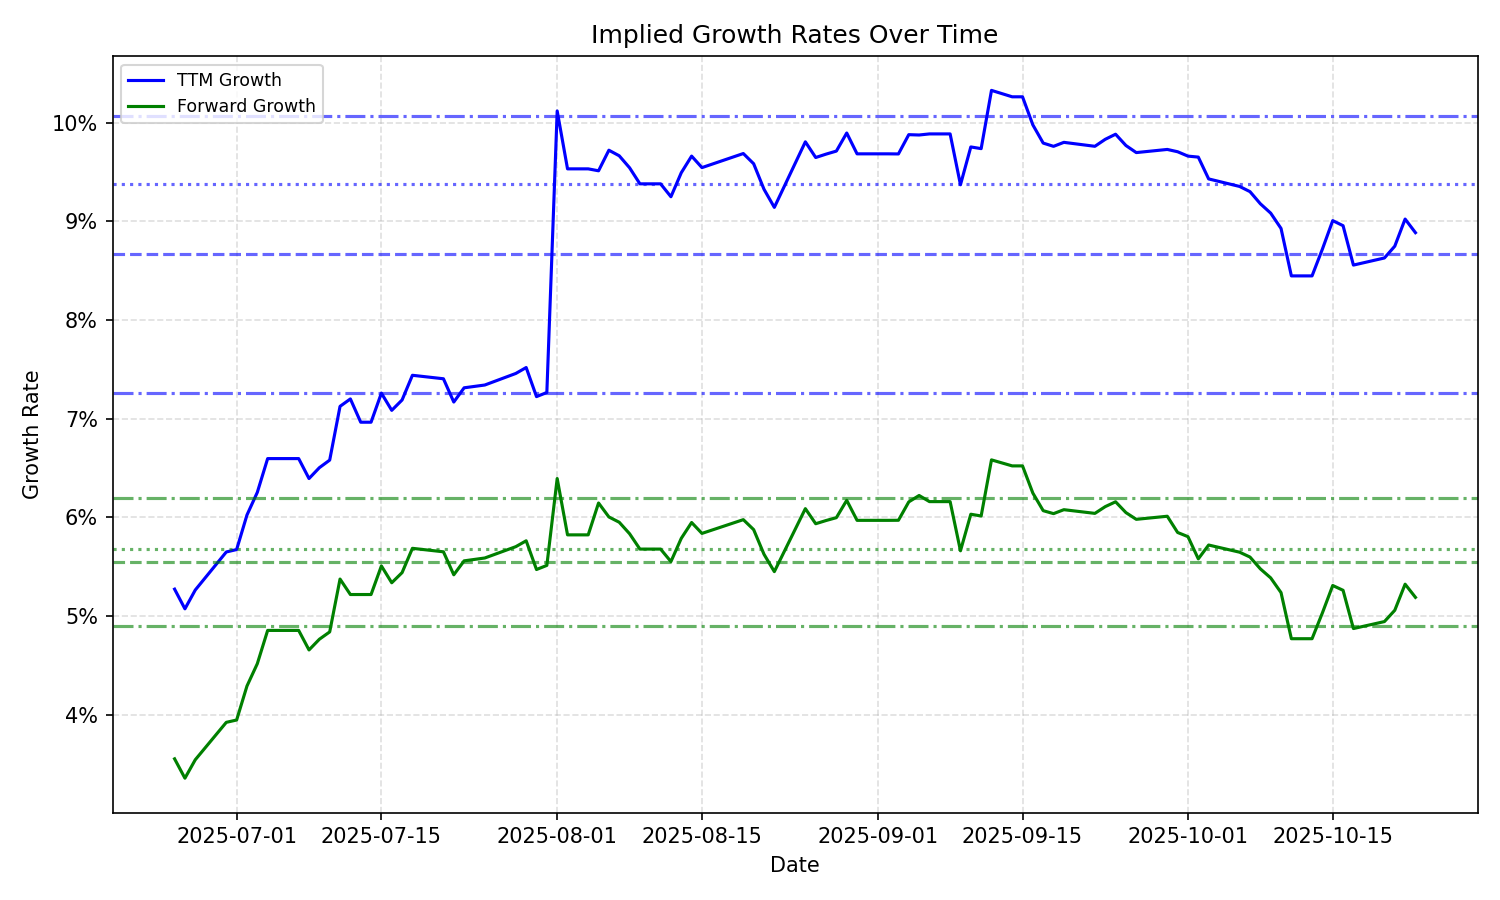 Implied Growth Rates Over Time
TTM Growth
Forward Growth
10%
9%
8%
7%
6%
5%
4%
Growth Rate
2025-07-01 2025-07-15 2025-08-01 2025-08-15 2025-09-01 2025-09-15 2025-10-01 2025-10-15
Date